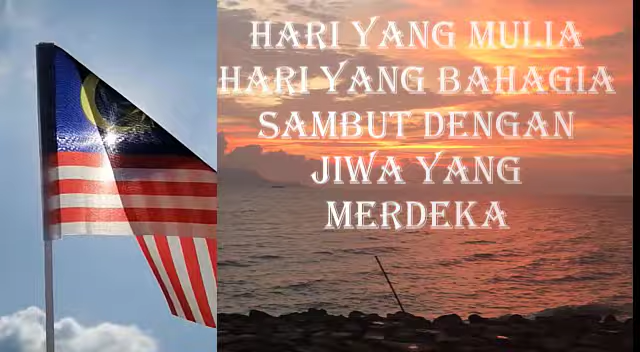 HARI YANG MULIA
HARI YANG BAHAGIA
SAMBUT DENGAN
JIWA YANG
MERDEKA